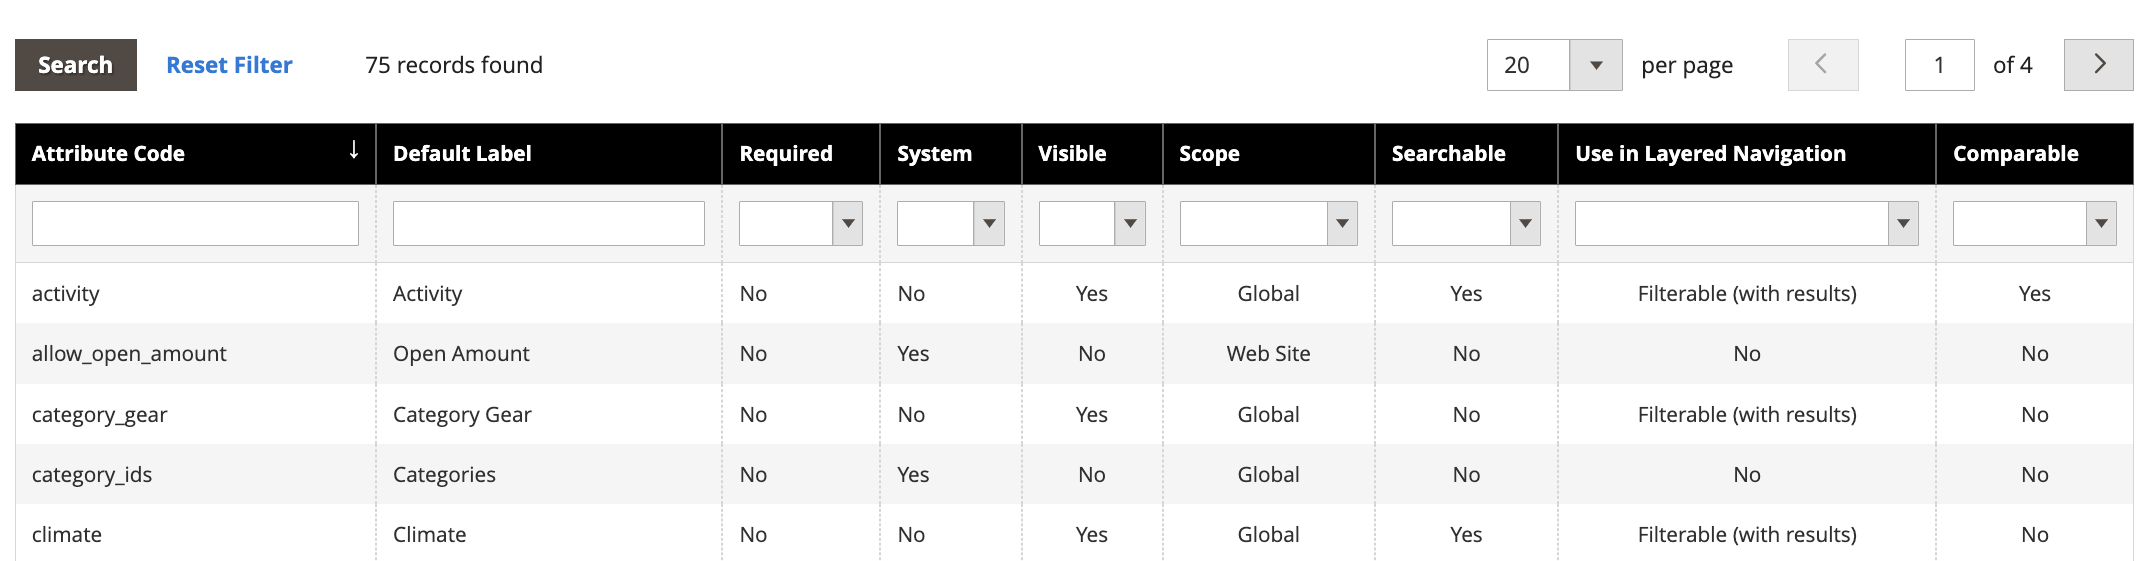 Search Reset Filter 75 records found 20 per page 1 of 4
Attribute Code ↓ Default Label Required System Visible Scope Searchable Use in Layered Navigation Comparable
activity Activity No No Yes Global Yes Filterable (with results) Yes
allow_open_amount Open Amount No Yes No Web Site No No No
category_gear Category Gear No No Yes Global No Filterable (with results) No
category_ids Categories No Yes No Global No No No
climate Climate No No Yes Global Yes Filterable (with results) No